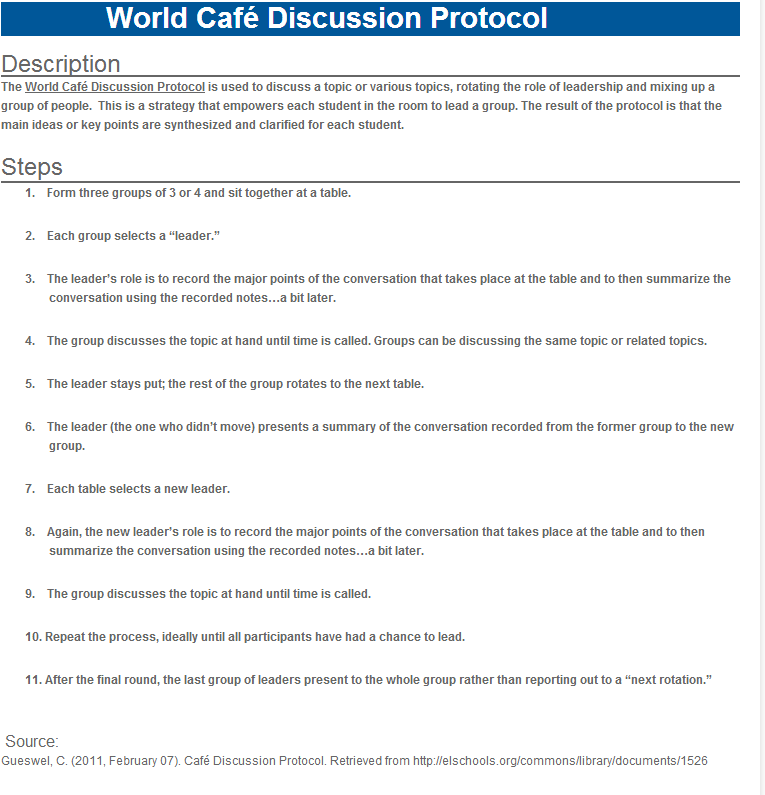 World Café Discussion Protocol
Description
The World Café Discussion Protocol is used to discuss a topic or various topics, rotating the role of leadership and mixing up a
group of people.  This is a strategy that empowers each student in the room to lead a group. The result of the protocol is that the
main ideas or key points are synthesized and clarified for each student.
Steps
1. Form three groups of 3 or 4 and sit together at a table.
2. Each group selects a “leader.”
3. The leader’s role is to record the major points of the conversation that takes place at the table and to then summarize the
conversation using the recorded notes…a bit later.
4. The group discusses the topic at hand until time is called. Groups can be discussing the same topic or related topics.
5. The leader stays put; the rest of the group rotates to the next table.
6. The leader (the one who didn’t move) presents a summary of the conversation recorded from the former group to the new
group.
7. Each table selects a new leader.
8. Again, the new leader’s role is to record the major points of the conversation that takes place at the table and to then
summarize the conversation using the recorded notes…a bit later.
9. The group discusses the topic at hand until time is called.
10. Repeat the process, ideally until all participants have had a chance to lead.
11. After the final round, the last group of leaders present to the whole group rather than reporting out to a “next rotation.”
Source:
Gueswel, C. (2011, February 07). Café Discussion Protocol. Retrieved from http://elschools.org/commons/library/documents/1526